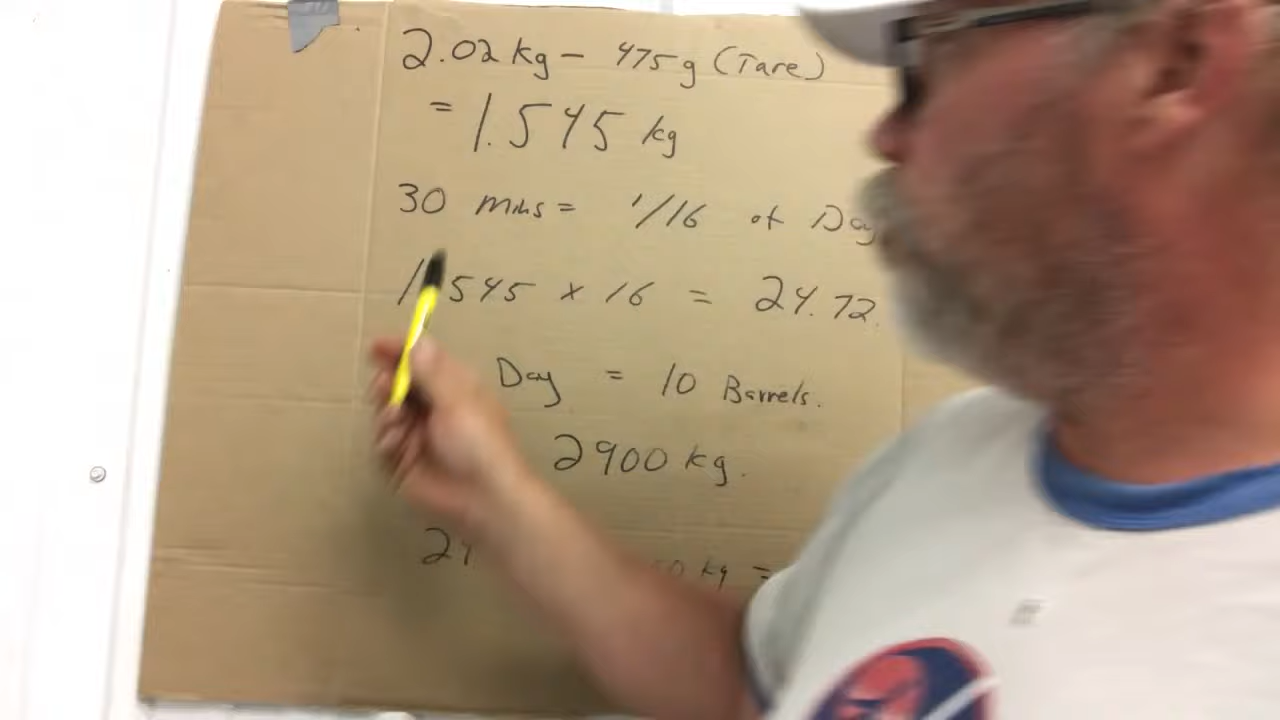 2.02 kg - 475g (Tare)
= 1.545 kg
30 mins = 1/16 of Day
1.545 x 16 = 24.72
Day = 10 Barrels.
2900 kg.
24 kg =